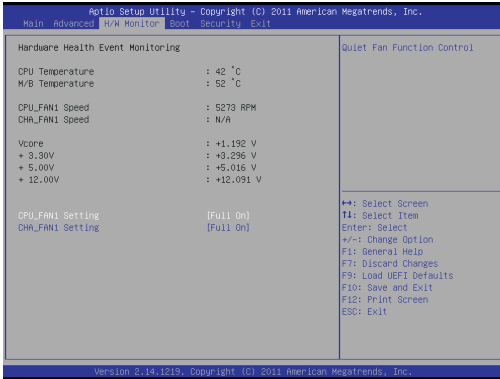 Aptio Setup Utility - Copyright (C) 2011 American Megatrends, Inc.
Main Advanced H/W Monitor Boot Security Exit
Hardware Health Event Monitoring
Quiet Fan Function Control
CPU Temperature : 42 °C
M/B Temperature : 52 °C
CPU_FAN1 Speed : 5273 RPM
CHA_FAN1 Speed : N/A
Vcore : +1.192 V
+ 3.30V : +3.296 V
+ 5.00V : +5.016 V
+ 12.00V : +12.091 V
CPU_FAN1 Setting [Full On]
CHA_FAN1 Setting [Full On]
↔: Select Screen
↑↓: Select Item
Enter: Select
+/-: Change Option
F1: General Help
F7: Discard Changes
F9: Load UEFI Defaults
F10: Save and Exit
F12: Print Screen
ESC: Exit
Version 2.14.1219. Copyright (C) 2011 American Megatrends, Inc.